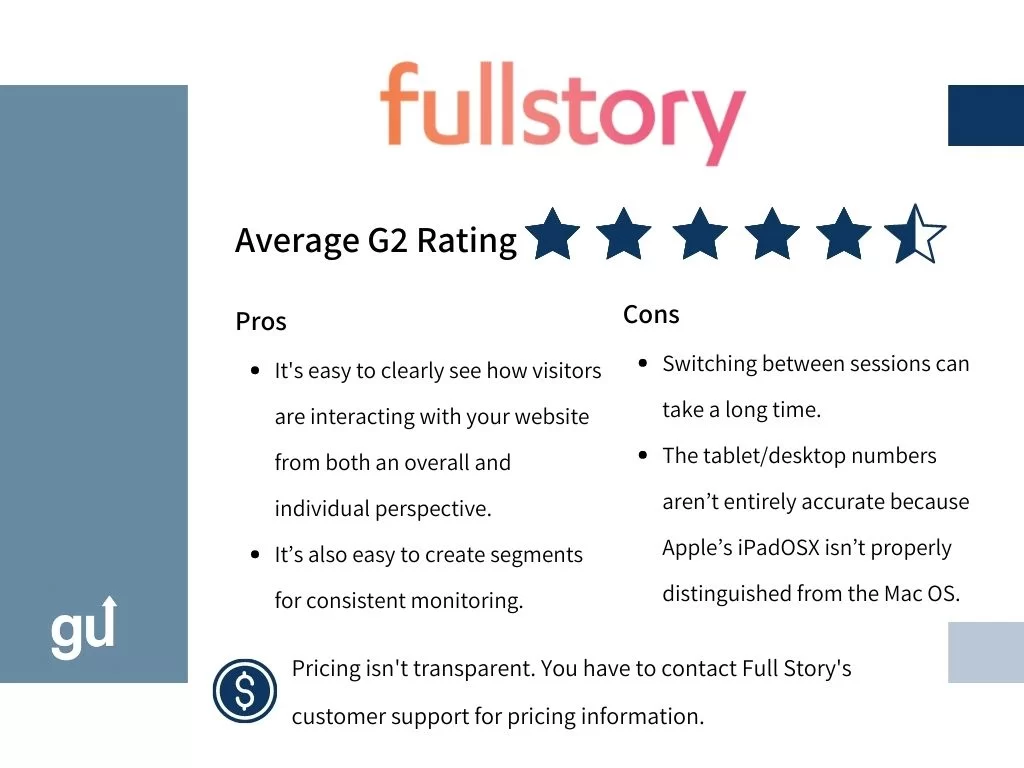 fullstory
Average G2 Rating
Pros
It's easy to clearly see how visitors
are interacting with your website
from both an overall and
individual perspective.
It’s also easy to create segments
for consistent monitoring.
Cons
Switching between sessions can
take a long time.
The tablet/desktop numbers
aren’t entirely accurate because
Apple’s iPadOSX isn’t properly
distinguished from the Mac OS.
gu
$
Pricing isn't transparent. You have to contact Full Story's
customer support for pricing information.